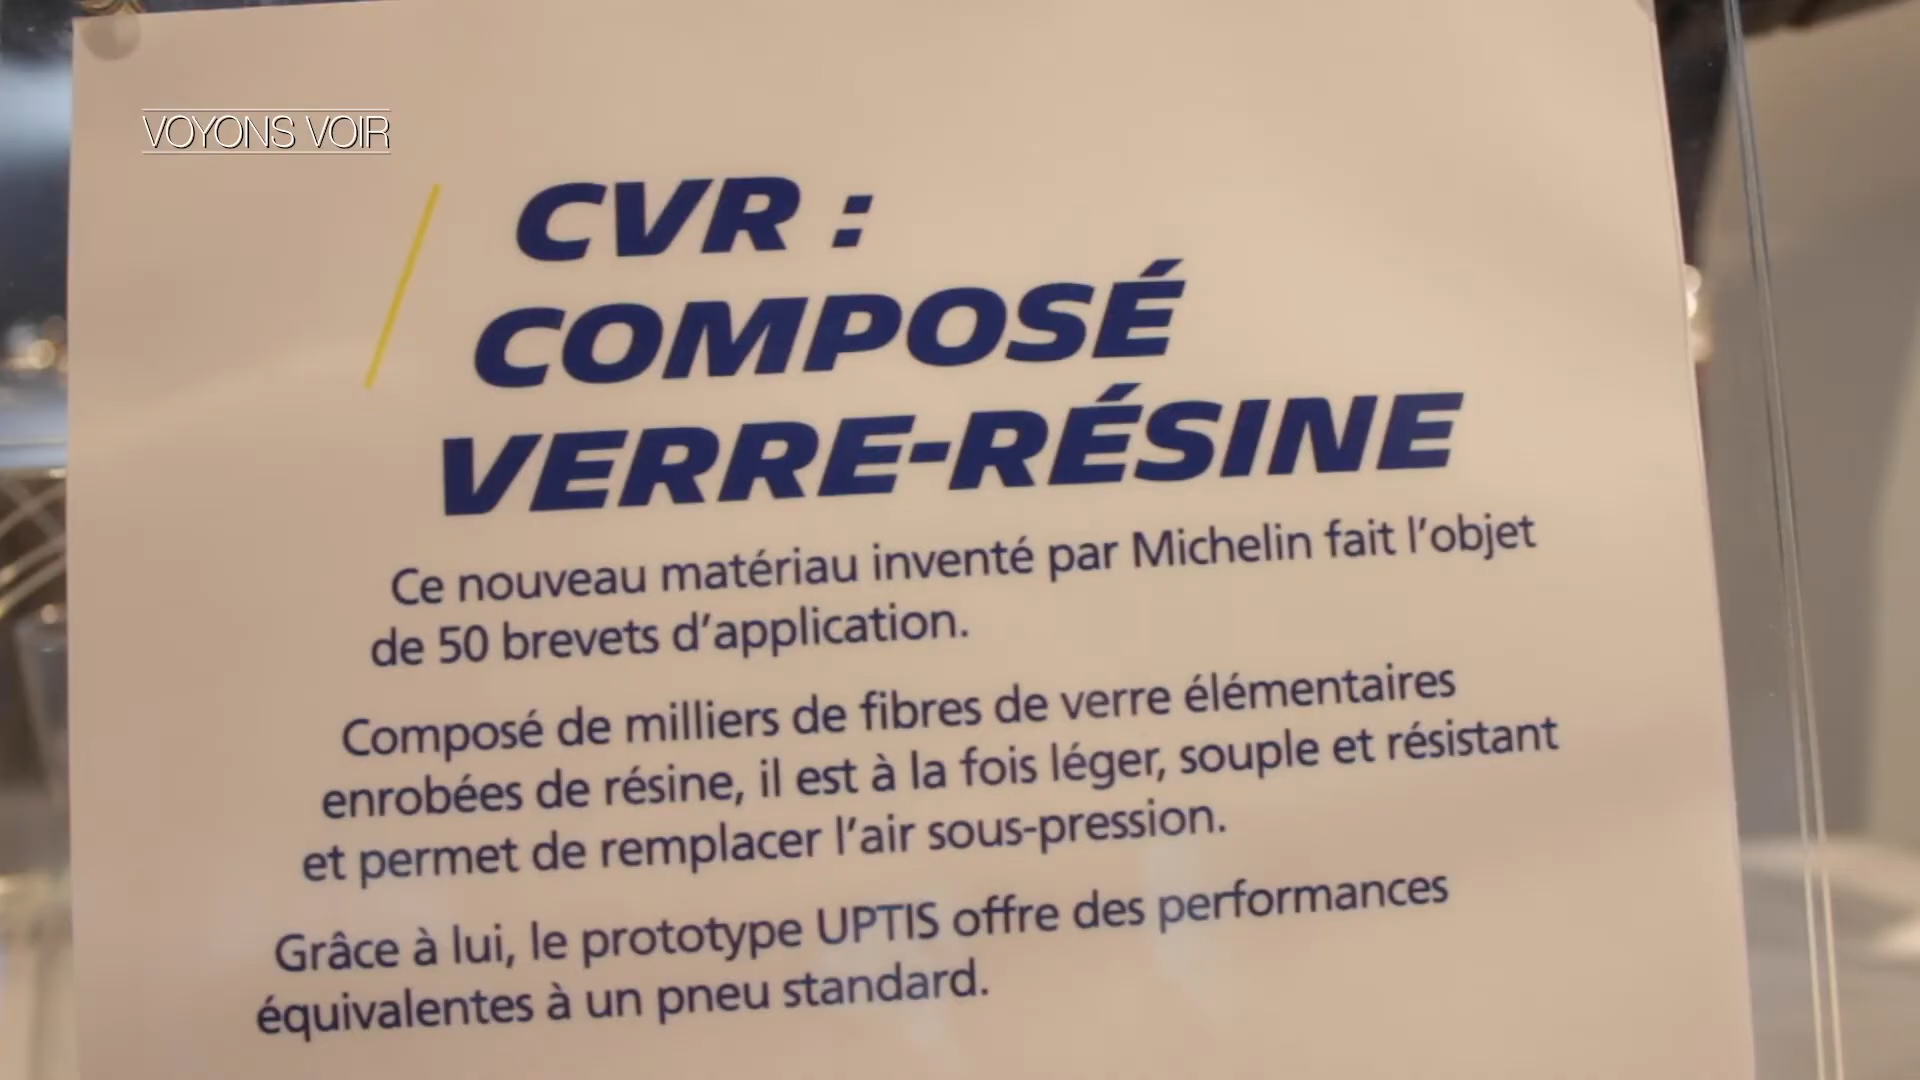 VOYONS VOIR
CVR :
COMPOSÉ
VERRE-RÉSINE
Ce nouveau matériau inventé par Michelin fait l'objet
de 50 brevets d'application.
Composé de milliers de fibres de verre élémentaires
enrobées de résine, il est à la fois léger, souple et résistant
et permet de remplacer l'air sous-pression.
Grâce à lui, le prototype UPTIS offre des performances
équivalentes à un pneu standard.